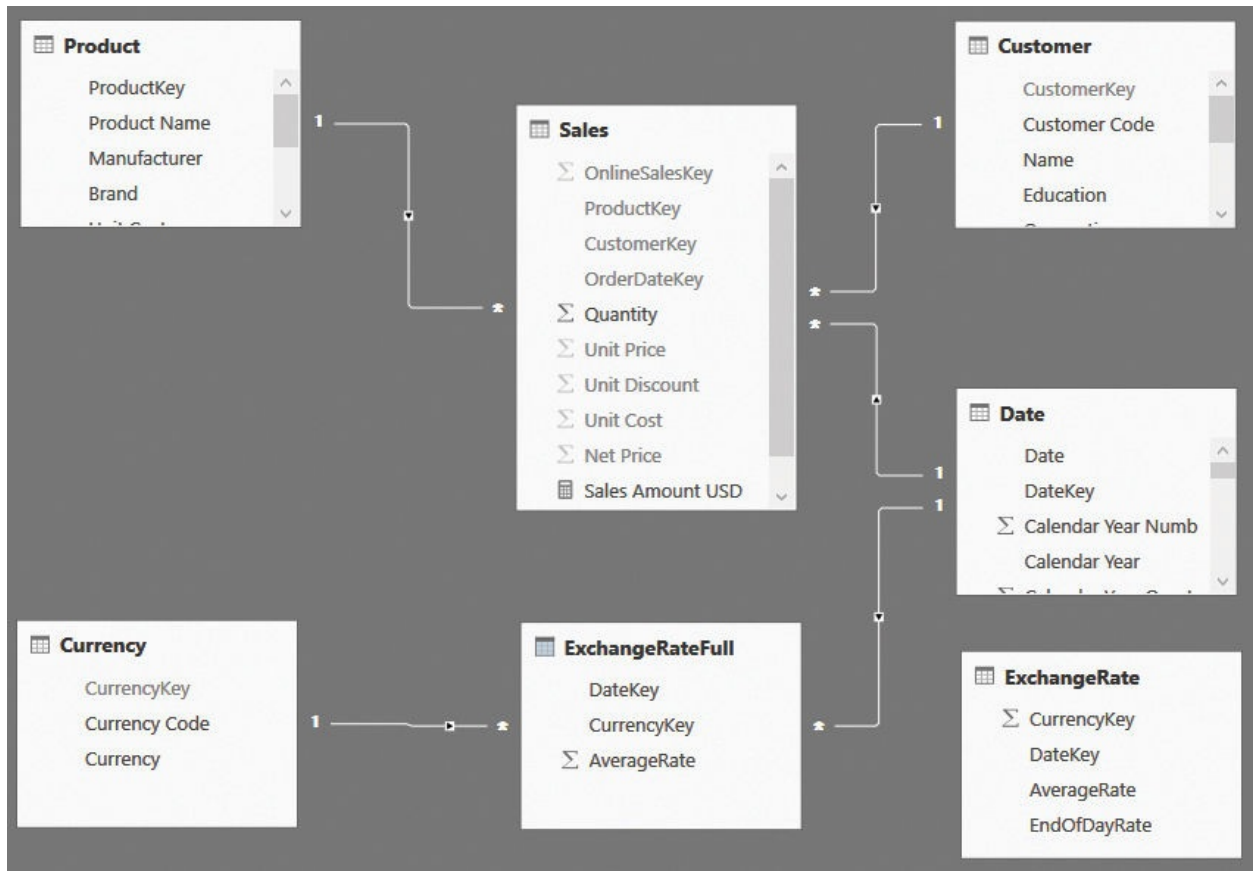 Product
ProductKey
Product Name
Manufacturer
Brand
1
*
Sales
Σ OnlineSalesKey
ProductKey
CustomerKey
OrderDateKey
Σ Quantity
Σ Unit Price
Σ Unit Discount
Σ Unit Cost
Σ Net Price
Sales Amount USD
Customer
CustomerKey
Customer Code
Name
Education
1
*
*
Date
Date
DateKey
Σ Calendar Year Numb
Calendar Year
1
1
Currency
CurrencyKey
Currency Code
Currency
1
*
ExchangeRateFull
DateKey
CurrencyKey
Σ AverageRate
*
ExchangeRate
Σ CurrencyKey
DateKey
AverageRate
EndOfDayRate